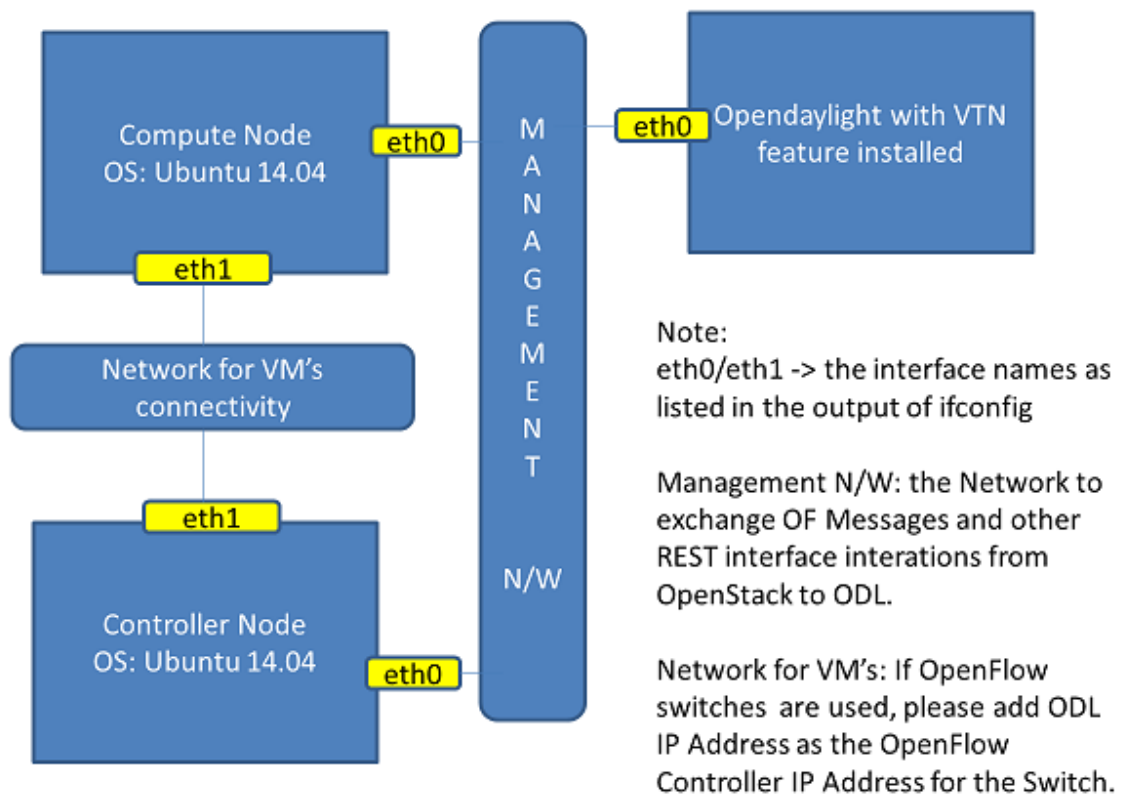 Compute Node
OS: Ubuntu 14.04
eth0
eth1
Network for VM's
connectivity
eth1
Controller Node
OS: Ubuntu 14.04
eth0
MANAGEMENT
N/W
eth0
Opendaylight with VTN
feature installed
Note:
eth0/eth1 -> the interface names as
listed in the output of ifconfig
Management N/W: the Network to
exchange OF Messages and other
REST interface interations from
OpenStack to ODL.
Network for VM's: If OpenFlow
switches are used, please add ODL
IP Address as the OpenFlow
Controller IP Address for the Switch.